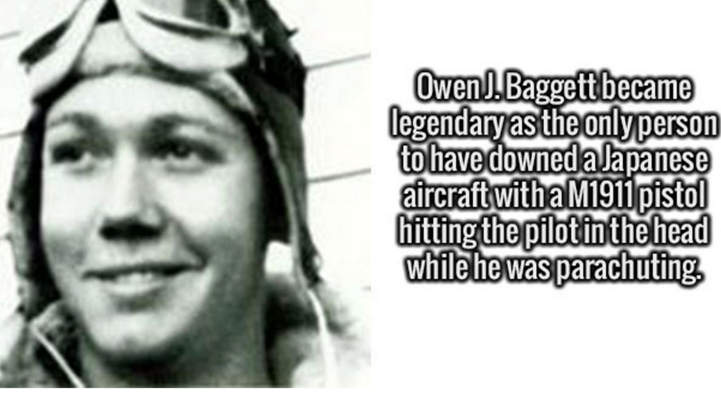 Owen J. Baggett became
legendary as the only person
to have downed a Japanese
aircraft with a M1911 pistol
hitting the pilot in the head
while he was parachuting.